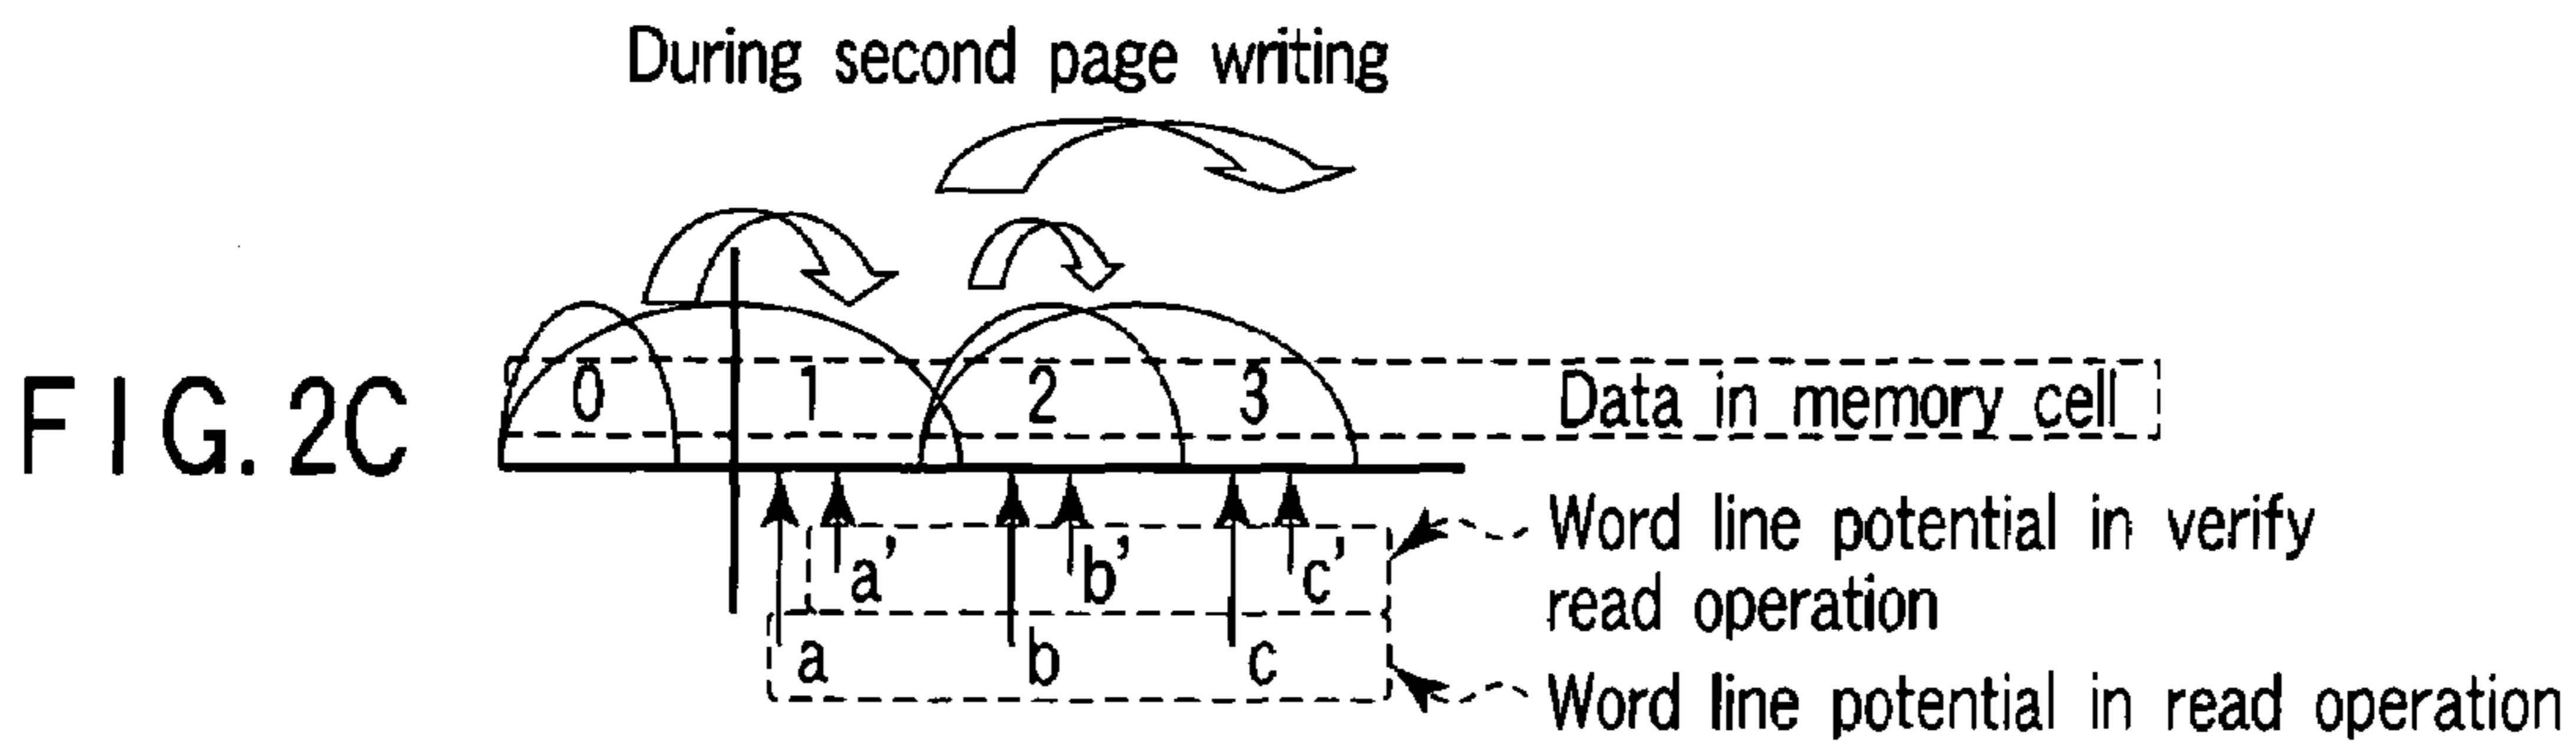 During second page writing
FIG. 2C
0 1 2 3 Data in memory cell
a' b' c' Word line potential in verify
read operation
a b c Word line potential in read operation